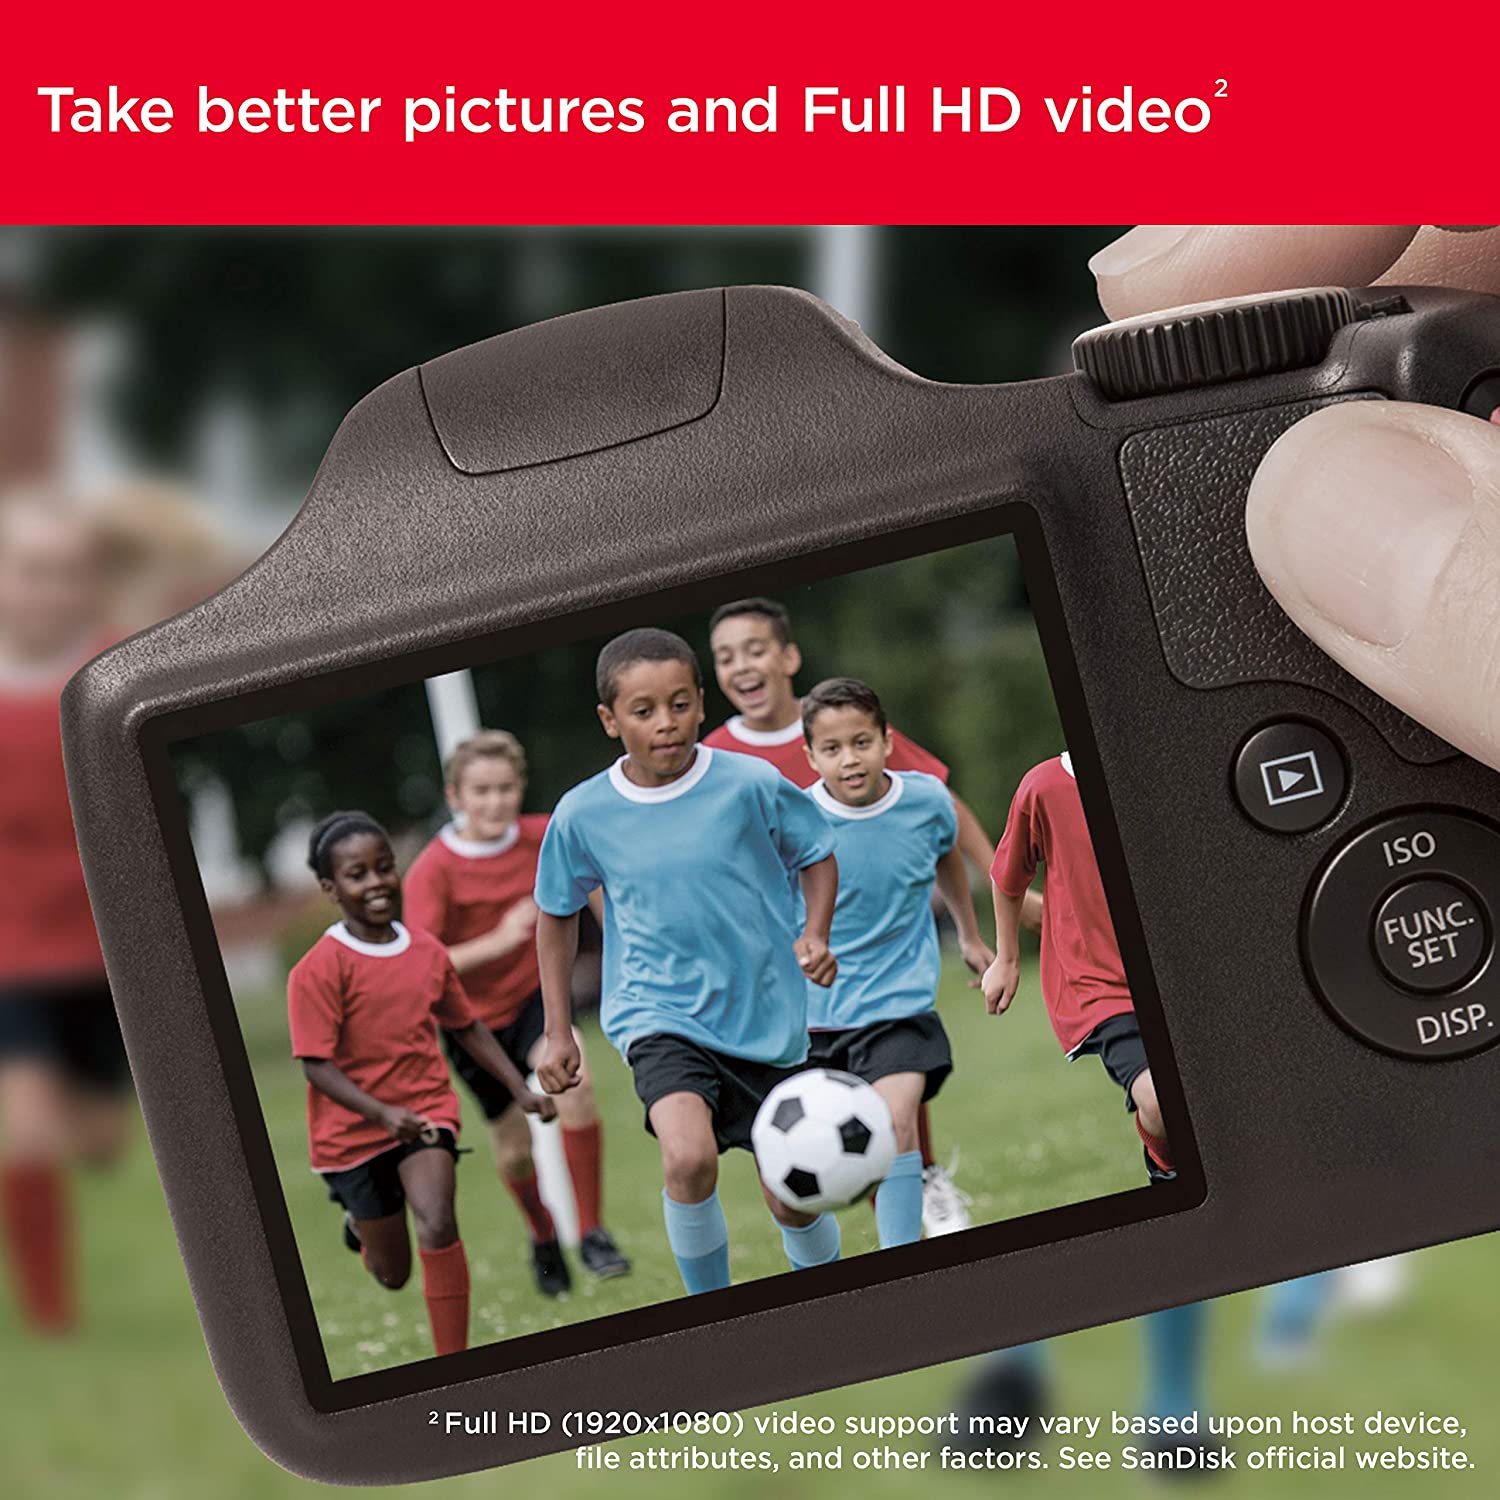 Take better pictures and Full HD video²
ISO
FUNC.
SET
DISP.
² Full HD (1920x1080) video support may vary based upon host device,
file attributes, and other factors. See SanDisk official website.